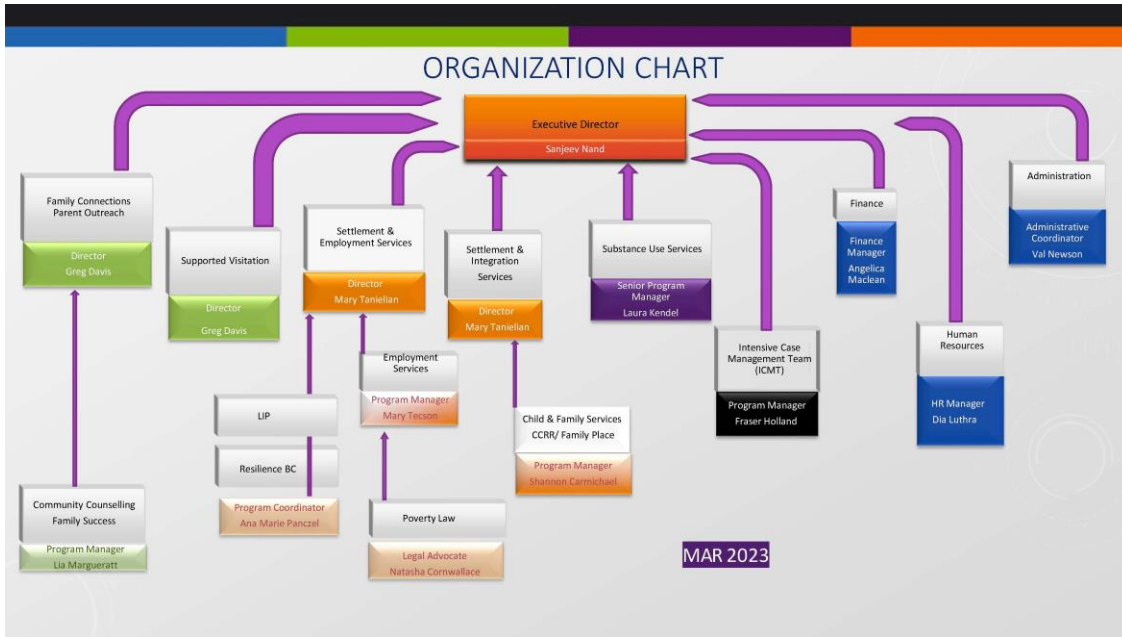 ORGANIZATION CHART
Executive Director
Sanjeev Nand
Family Connections
Parent Outreach
Director
Greg Davis
Supported Visitation
Director
Greg Davis
Settlement &
Employment Services
Director
Mary Tanielian
Settlement &
Integration
Services
Director
Mary Tanielian
Substance Use Services
Senior Program
Manager
Laura Kendel
Intensive Case
Management Team
(ICMT)
Program Manager
Fraser Holland
Finance
Finance
Manager
Angelica
Maclean
Human
Resources
HR Manager
Dia Luthra
Administration
Administrative
Coordinator
Val Newson
Employment
Services
Program Manager
Mary Tecson
LIP
Resilience BC
Program Coordinator
Ana Marie Panczel
Child & Family Services
CCRR/ Family Place
Program Manager
Shannon Carmichael
Community Counselling
Family Success
Program Manager
Lia Margueratt
Poverty Law
Legal Advocate
Natasha Cornwallace
MAR 2023